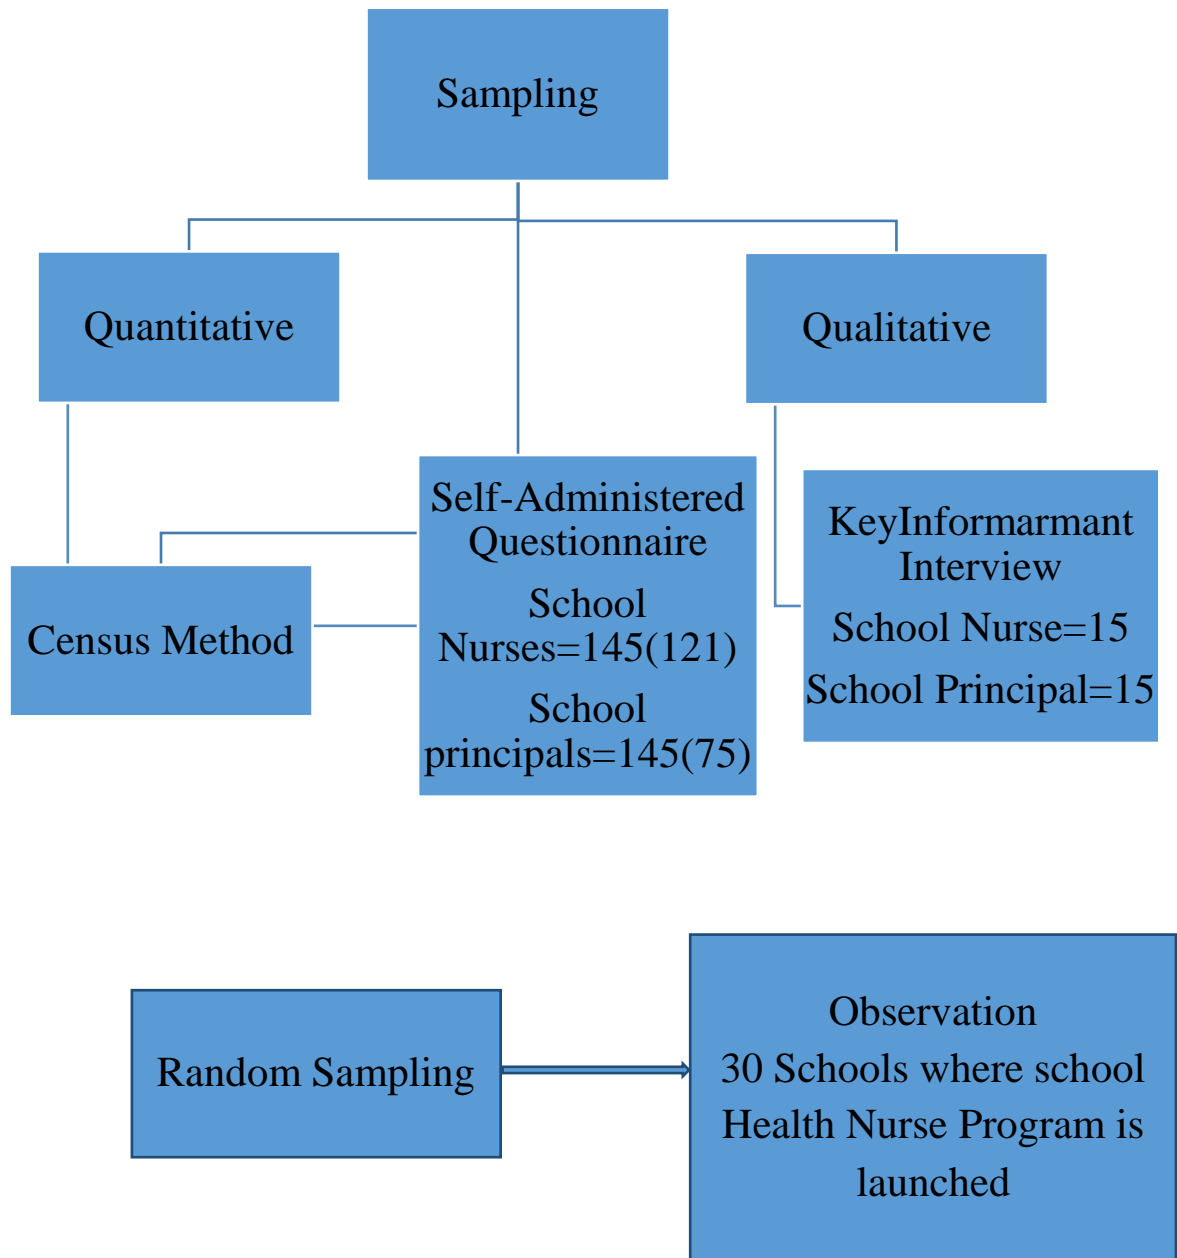 Sampling
Quantitative
Qualitative
Census Method
Self-Administered
Questionnaire
School
Nurses=145(121)
School
principals=145(75)
KeyInformarmant
Interview
School Nurse=15
School Principal=15
Random Sampling
Observation
30 Schools where school
Health Nurse Program is
launched